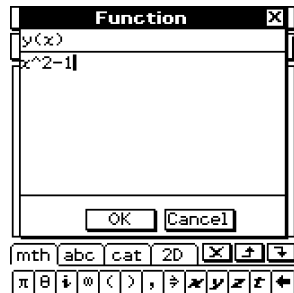 Function X
y(x)
x^2-1
OK Cancel
mth abc cat 2D
π θ i ∞ ( ) , ⇒ x y z t ←